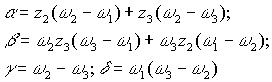 α = z₂(ω₂ − ω₁) + z₃(ω₂ − ω₃);
β = ω₂z₃(ω₃ − ω₁) + ω₃z₂(ω₁ − ω₂);
γ = ω₂ − ω₃; δ = ω₁(ω₃ − ω₂)